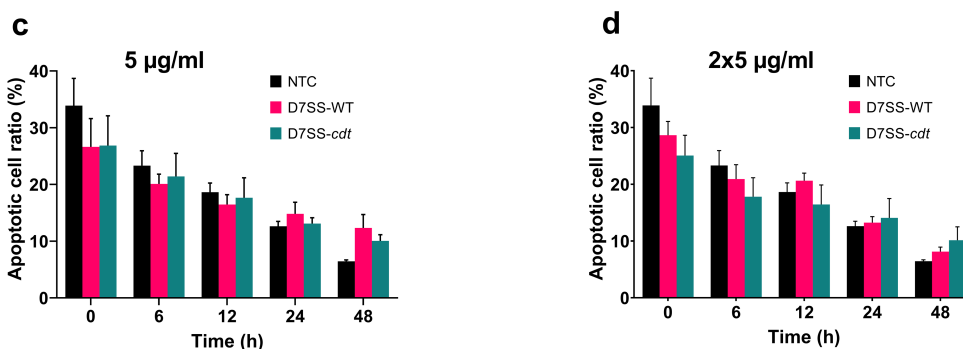 c
5 µg/ml
Apoptotic cell ratio (%)
40
30
20
10
0
NTC
D7SS-WT
D7SS-cdt
0 6 12 24 48
Time (h)
d
2x5 µg/ml
Apoptotic cell ratio (%)
40
30
20
10
0
NTC
D7SS-WT
D7SS-cdt
0 6 12 24 48
Time (h)